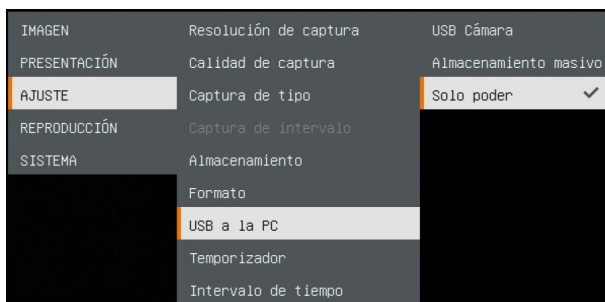 IMAGEN
PRESENTACIÓN
AJUSTE
REPRODUCCIÓN
SISTEMA
Resolución de captura
Calidad de captura
Captura de tipo
Captura de intervalo
Almacenamiento
Formato
USB a la PC
Temporizador
Intervalo de tiempo
USB Cámara
Almacenamiento masivo
Solo poder